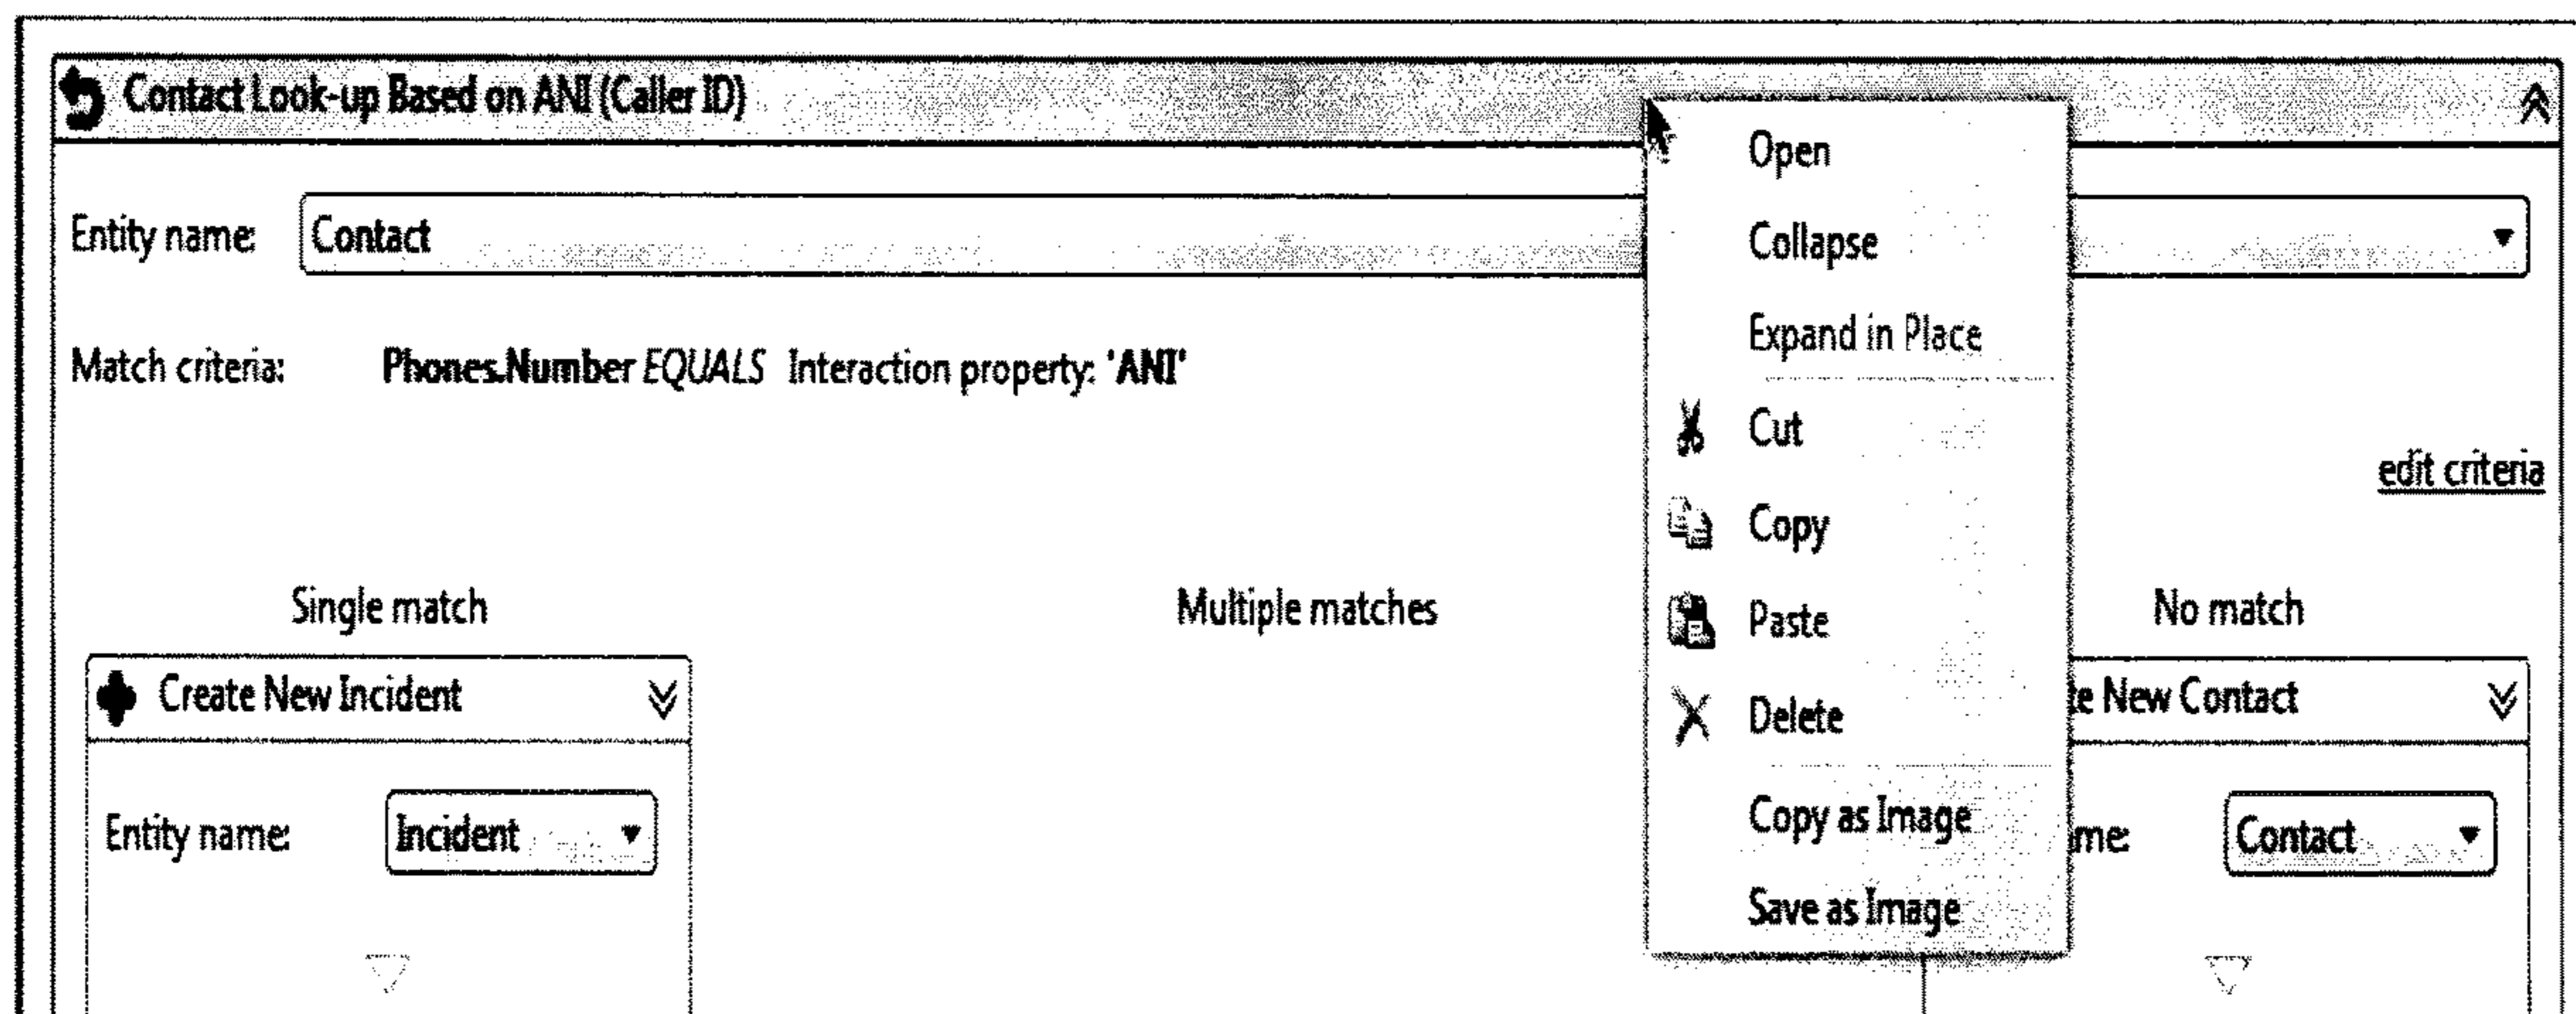 Contact Look-up Based on ANI (Caller ID)
Entity name: Contact
Match criteria: Phones.Number EQUALS Interaction property: 'ANI'
edit criteria
Open
Collapse
Expand in Place
Cut
Copy
Paste
Delete
Copy as Image
Save as Image
Single match
Multiple matches
No match
Create New Incident
Entity name: Incident
te New Contact
me: Contact